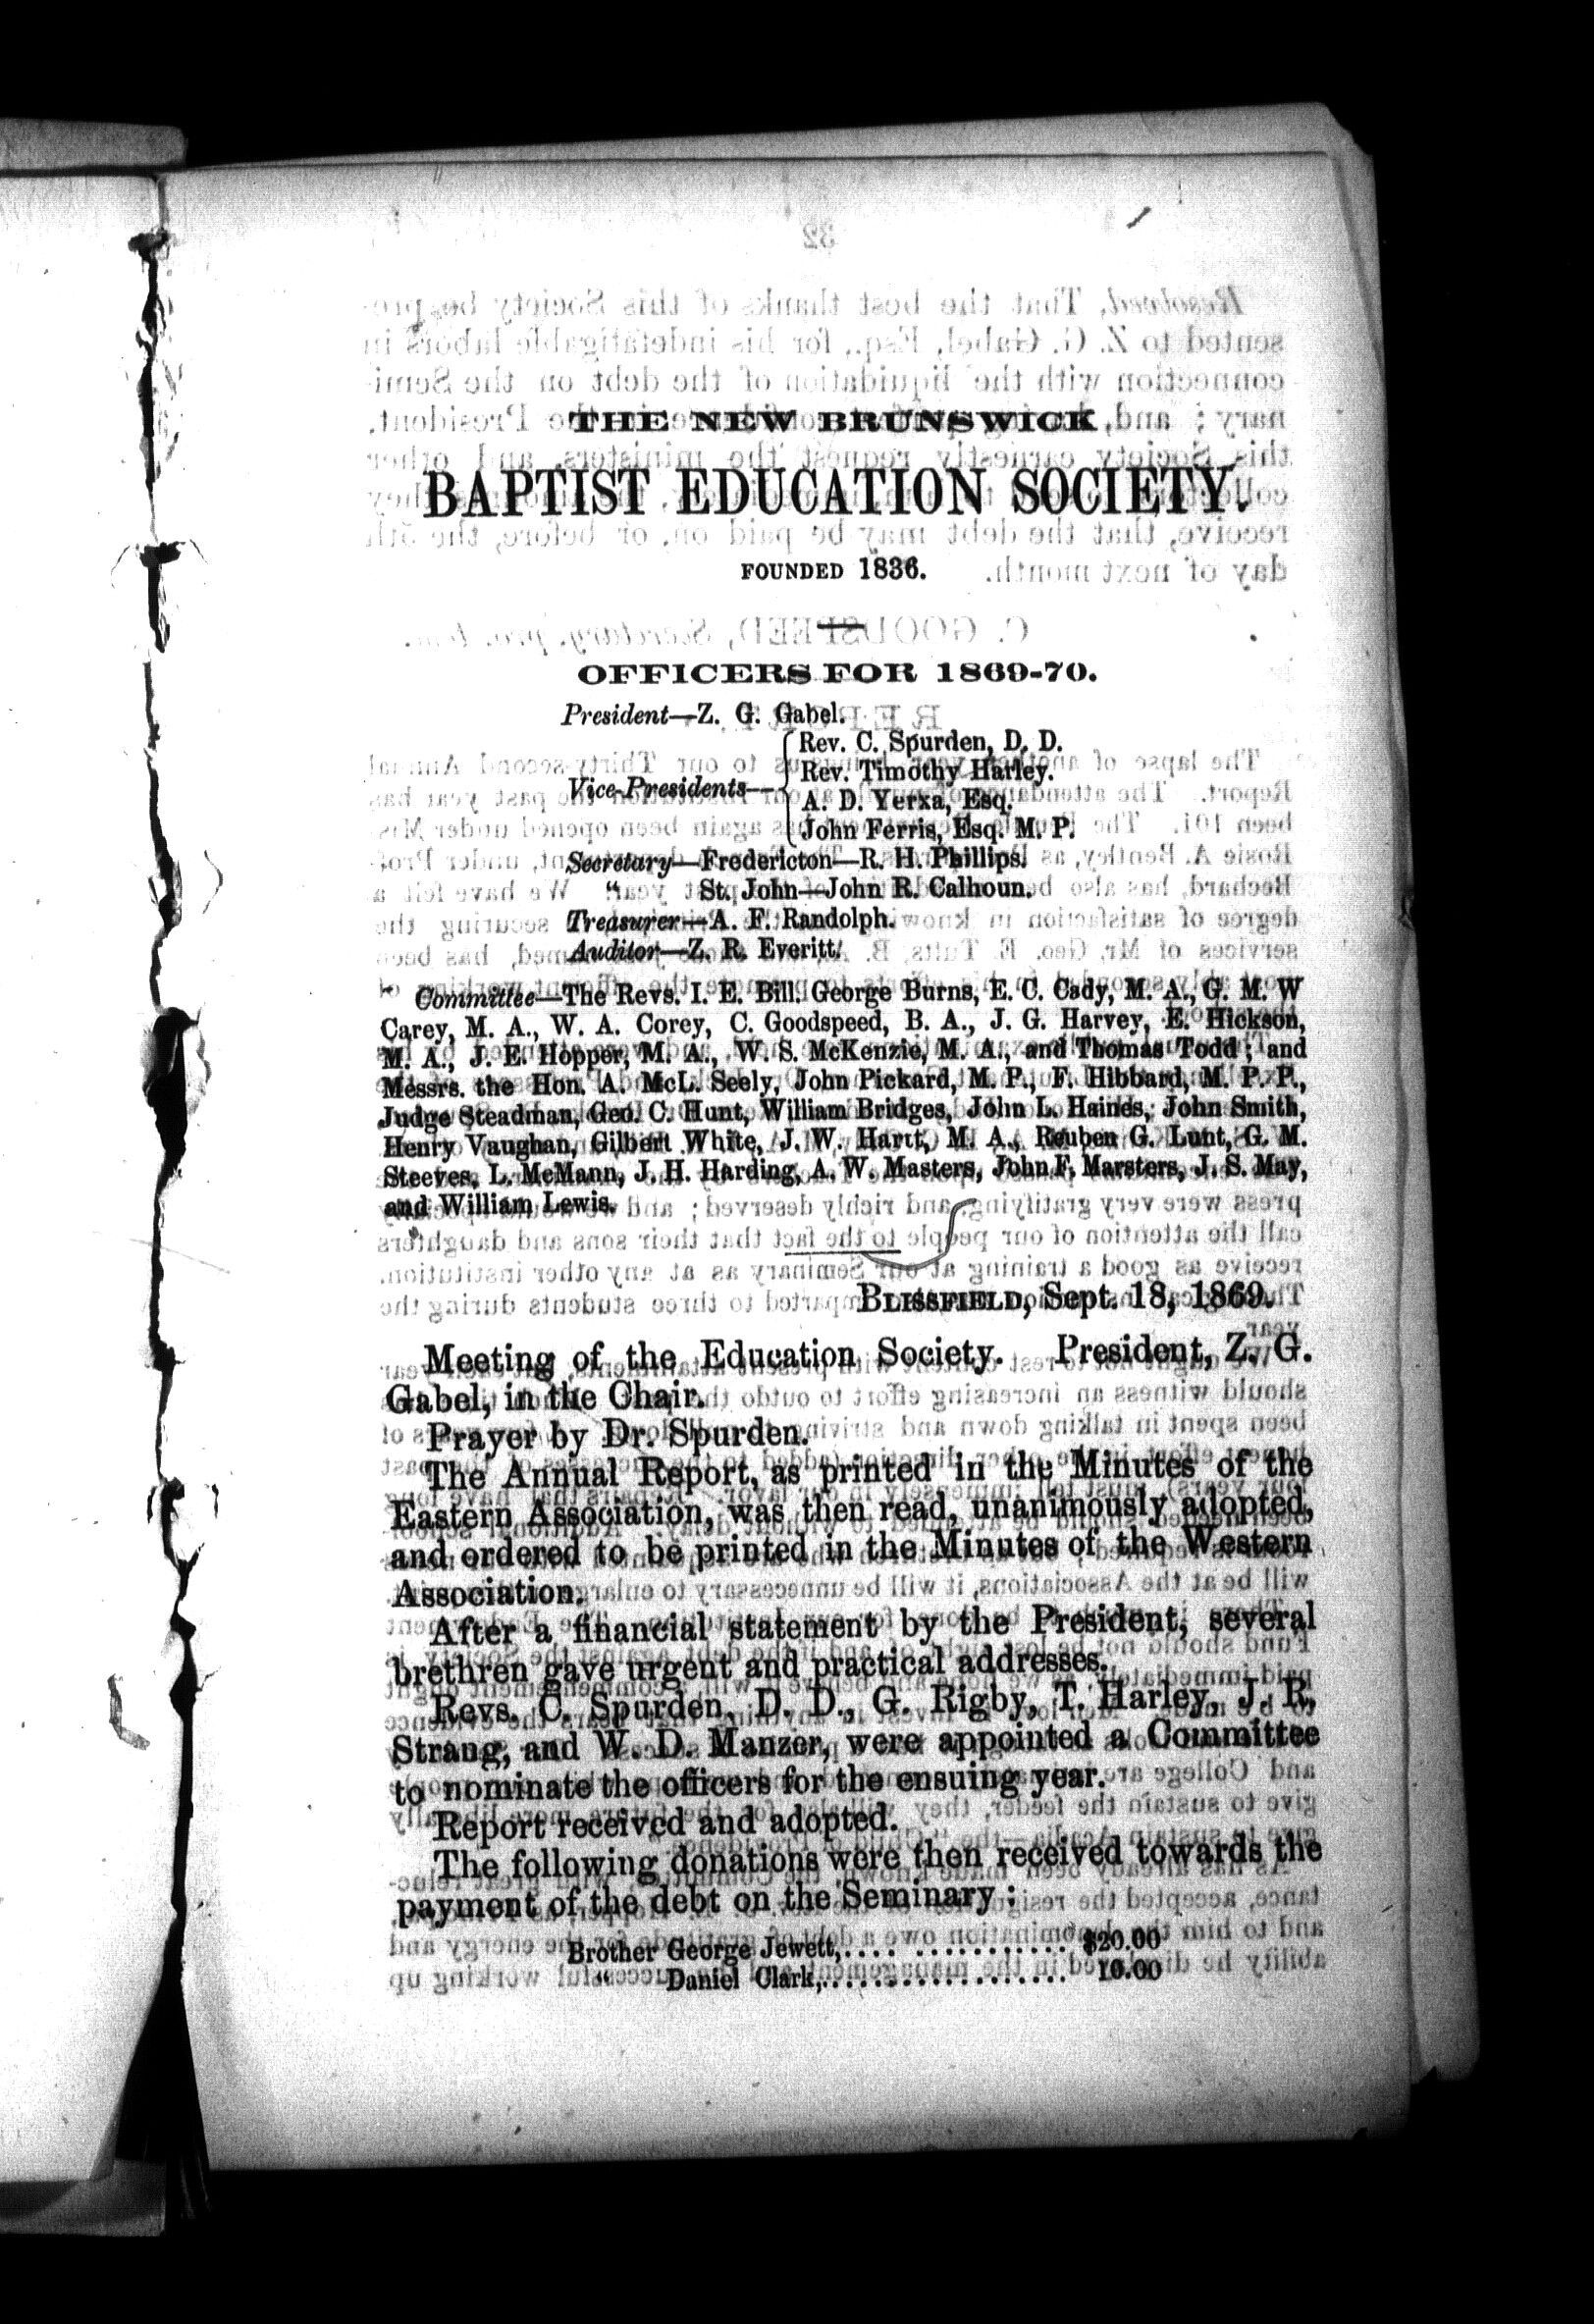 THE NEW BRUNSWICK
BAPTIST EDUCATION SOCIETY.
FOUNDED 1836.
OFFICERS FOR 1869-70.
President—Z. G. Gabel.
Vice-Presidents—
Rev. C. Spurden, D. D.
Rev. Timothy Harley.
A. D. Yerxa, Esq.
John Ferris, Esq. M. P.
Secretary—Fredericton—R. H. Phillips.
" St. John—John R. Calhoun.
Treasurer—A. F. Randolph.
Auditor—Z. R. Everitt.
Committee—The Revs. I. E. Bill. George Burns, E. C. Cady, M. A., G. M. W
Carey, M. A., W. A. Corey, C. Goodspeed, B. A., J. G. Harvey, E. Hickson,
M. A., J. E. Hopper, M. A., W. S. McKenzie, M. A., and Thomas Todd; and
Messrs. the Hon. A. McL. Seely, John Pickard, M. P., F. Hibbard, M. P. P.,
Judge Steadman, Geo. C. Hunt, William Bridges, John L. Haines, John Smith,
Henry Vaughan, Gilbert White, J. W. Hartt, M. A., Reuben G. Lunt, G. M.
Steeves, L. McMann, J. H. Harding, A. W. Masters, John F. Marsters, J. S. May,
and William Lewis.
BLISSFIELD, Sept. 18, 1869.
Meeting of the Education Society. President, Z. G.
Gabel, in the Chair.
Prayer by Dr. Spurden.
The Annual Report, as printed in the Minutes of the
Eastern Association, was then read, unanimously adopted,
and ordered to be printed in the Minutes of the Western
Association.
After a financial statement by the President, several
brethren gave urgent and practical addresses.
Revs. C. Spurden, D. D., G. Rigby, T. Harley, J. R.
Strang, and W. D. Manzer, were appointed a Committee
to nominate the officers for the ensuing year.
Report received and adopted.
The following donations were then received towards the
payment of the debt on the Seminary:
Brother George Jewett,.... ........... $20.00
" Daniel Clark,.................. 10.00